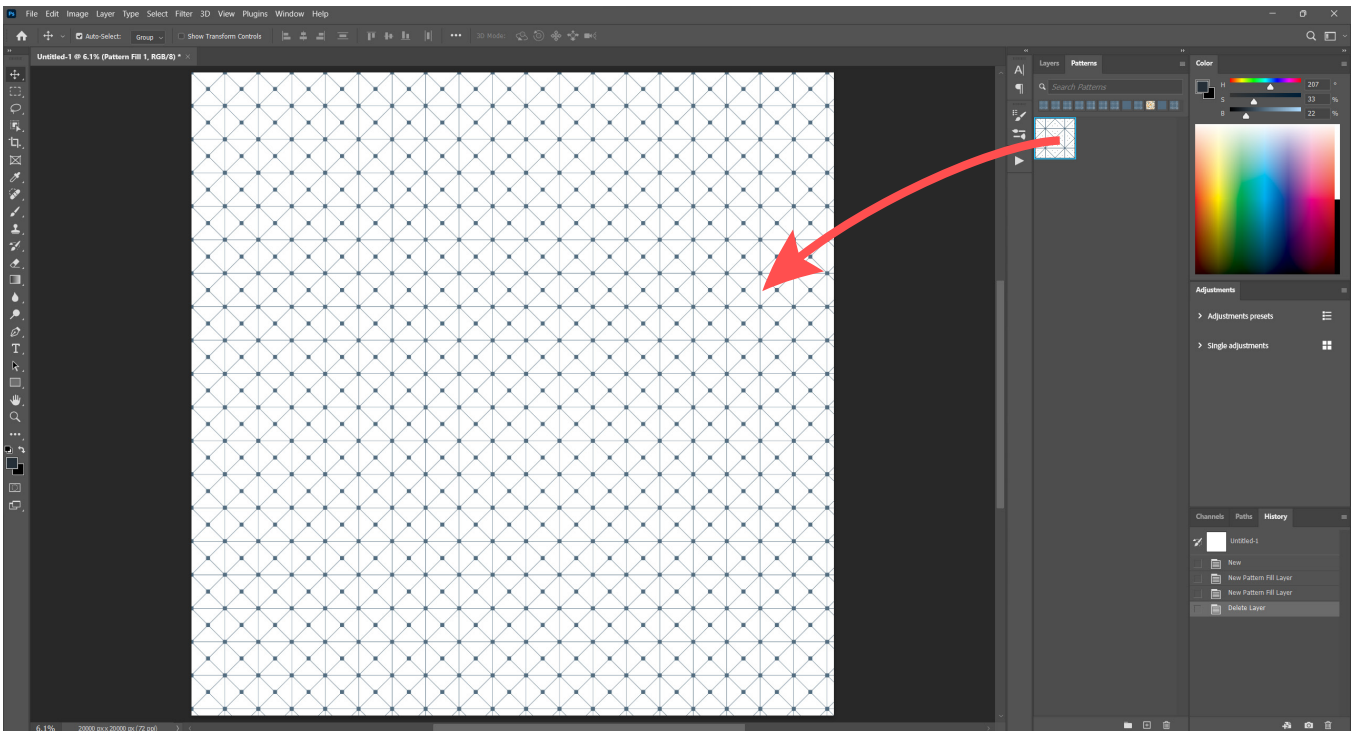 Ps File Edit Image Layer Type Select Filter 3D View Plugins Window Help
Auto-Select: Group Show Transform Controls 3D Mode:
Untitled-1 @ 6.1% (Pattern Fill 1, RGB/8) * ×
Layers Patterns
Search Patterns
Color
H 207 °
S 33 %
B 22 %
Adjustments
Adjustments presets
Single adjustments
Channels Paths History
Untitled-1
New
New Pattern Fill Layer
New Pattern Fill Layer
Delete Layer
6.1% 20000 px x 20000 px (72 ppi)